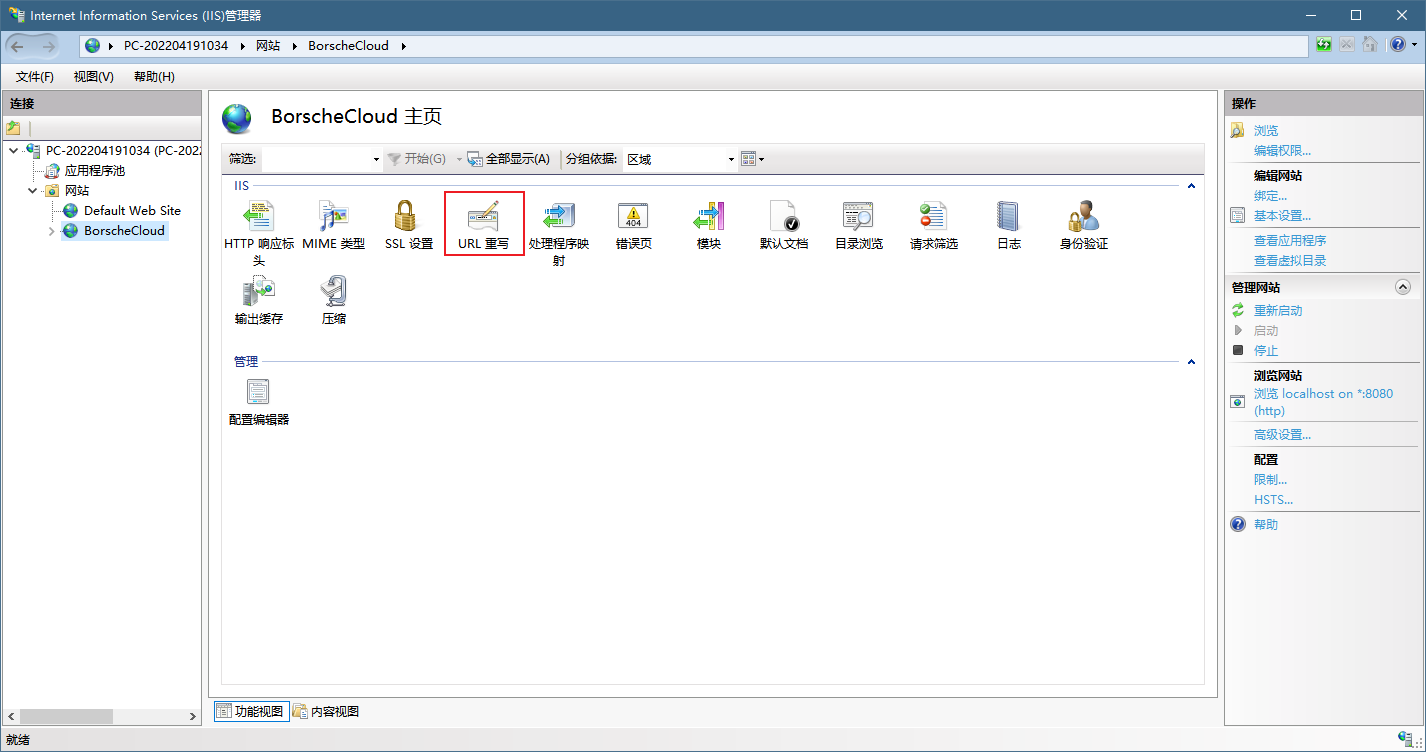 Internet Information Services (IIS)管理器
PC-202204191034 网站 BorscheCloud
文件(F) 视图(V) 帮助(H)
连接
PC-202204191034 (PC-202
应用程序池
网站
Default Web Site
BorscheCloud
BorscheCloud 主页
筛选: 开始(G) 全部显示(A) 分组依据: 区域
IIS
HTTP 响应标头
MIME 类型
SSL 设置
URL 重写
处理程序映射
404
错误页
模块
默认文档
目录浏览
请求筛选
日志
身份验证
输出缓存
压缩
管理
配置编辑器
功能视图 内容视图
操作
浏览
编辑权限...
编辑网站
绑定...
基本设置...
查看应用程序
查看虚拟目录
管理网站
重新启动
启动
停止
浏览网站
浏览 localhost on *:8080
(http)
高级设置...
配置
限制...
HSTS...
帮助
就绪